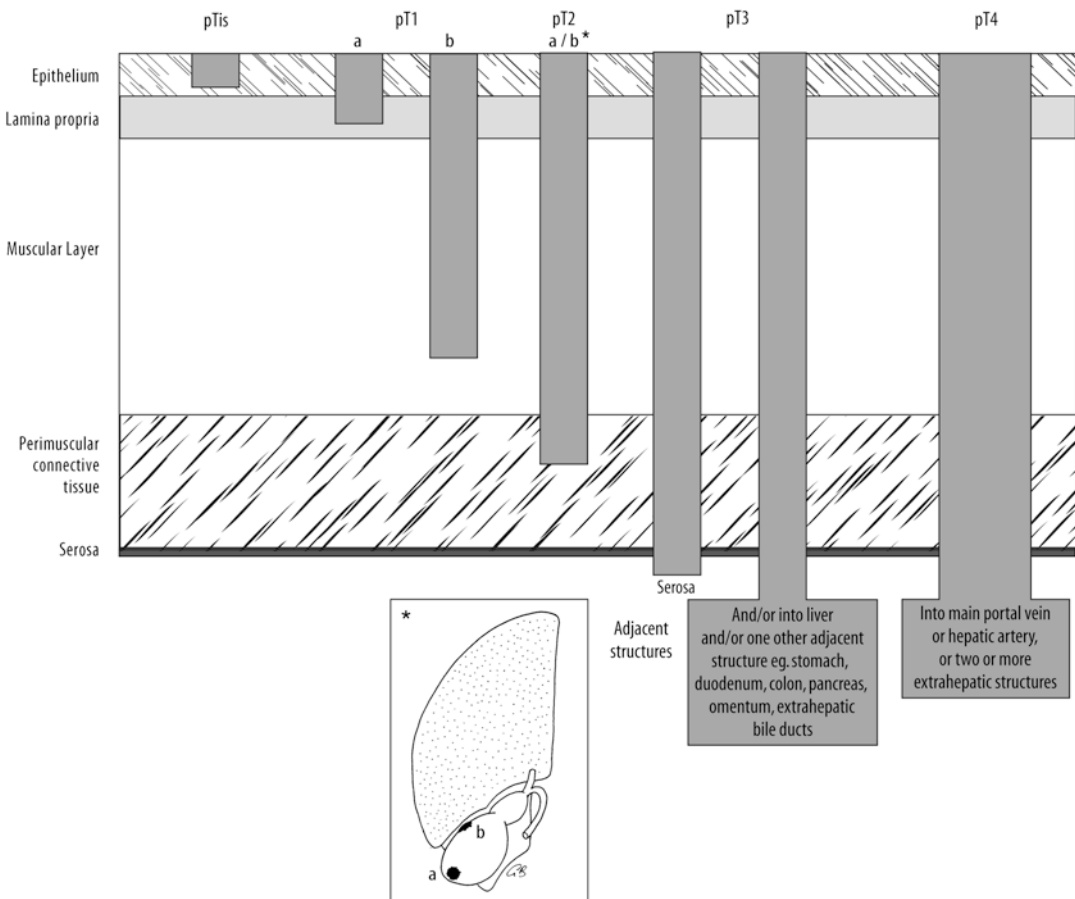 pTis
pT1
pT2
pT3
pT4
a
b
a / b *
Epithelium
Lamina propria
Muscular Layer
Perimuscular
connective
tissue
Serosa
Serosa
Adjacent
structures
And/or into liver
and/or one other adjacent
structure eg. stomach,
duodenum, colon, pancreas,
omentum, extrahepatic
bile ducts
Into main portal vein
or hepatic artery,
or two or more
extrahepatic structures
*
b
a